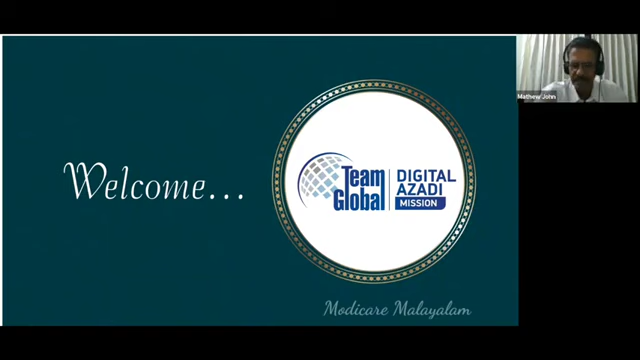 Welcome...
Team
Global
DIGITAL
AZADI
MISSION
Modicare Malayalam
Mathew John